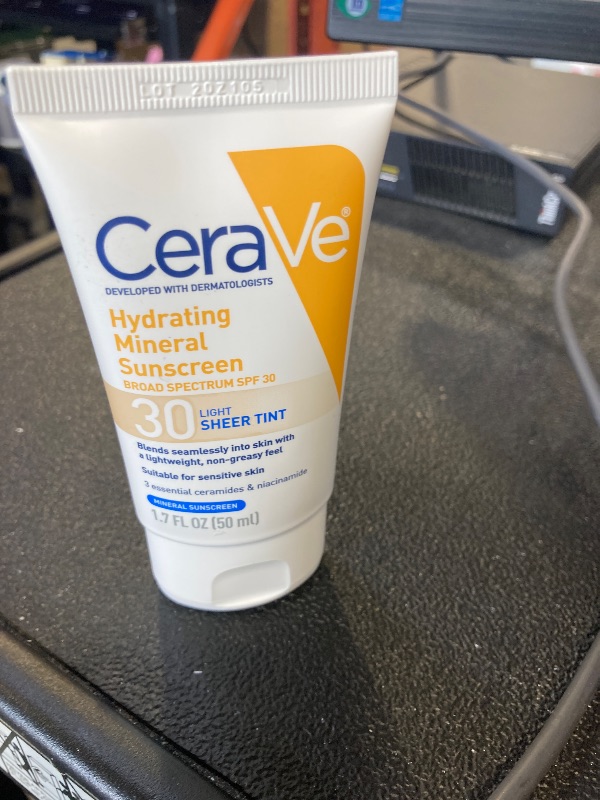 LOT 20Z105
CeraVe®
DEVELOPED WITH DERMATOLOGISTS
Hydrating
Mineral
Sunscreen
BROAD SPECTRUM SPF 30
30 LIGHT
SHEER TINT
Blends seamlessly into skin with
a lightweight, non-greasy feel
Suitable for sensitive skin
3 essential ceramides & niacinamide
MINERAL SUNSCREEN
1.7 FL OZ (50 ml)